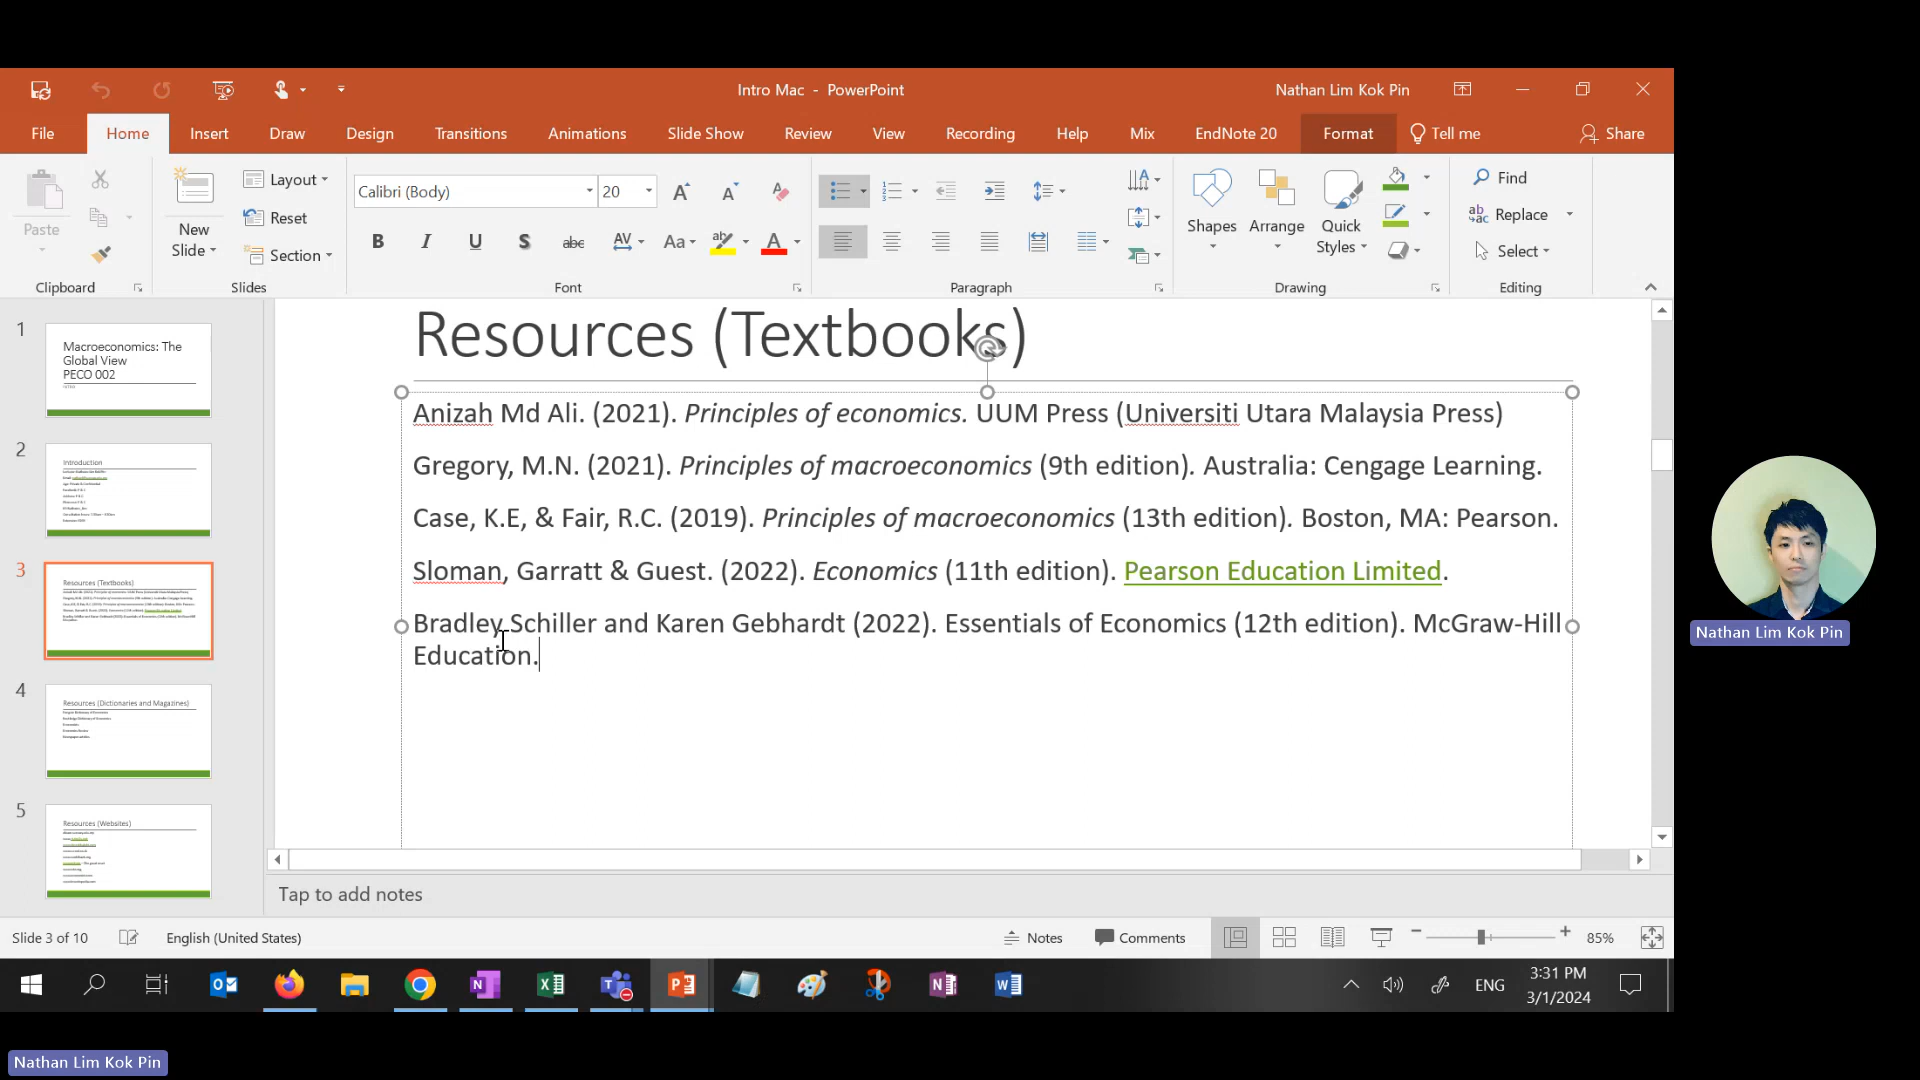 Intro Mac - PowerPoint
Nathan Lim Kok Pin
File Home Insert Draw Design Transitions Animations Slide Show Review View Recording Help Mix EndNote 20 Format Tell me Share
Paste
New Slide
Layout
Reset
Section
Calibri (Body) 20
B I U S abc AV Aa ab A
Shapes Arrange Quick Styles
Find
Replace
Select
Clipboard Slides Font Paragraph Drawing Editing
1
Macroeconomics: The
Global View
PECO 002
2
Introduction
3
Resources (Textbooks)
4
Resources (Dictionaries and Magazines)
5
Resources (Websites)
Resources (Textbooks)
Anizah Md Ali. (2021). Principles of economics. UUM Press (Universiti Utara Malaysia Press)
Gregory, M.N. (2021). Principles of macroeconomics (9th edition). Australia: Cengage Learning.
Case, K.E, & Fair, R.C. (2019). Principles of macroeconomics (13th edition). Boston, MA: Pearson.
Sloman, Garratt & Guest. (2022). Economics (11th edition). Pearson Education Limited.
Bradley Schiller and Karen Gebhardt (2022). Essentials of Economics (12th edition). McGraw-Hill
Education.
Tap to add notes
Slide 3 of 10 English (United States) Notes Comments 85%
ENG
3:31 PM
3/1/2024
Nathan Lim Kok Pin
Nathan Lim Kok Pin